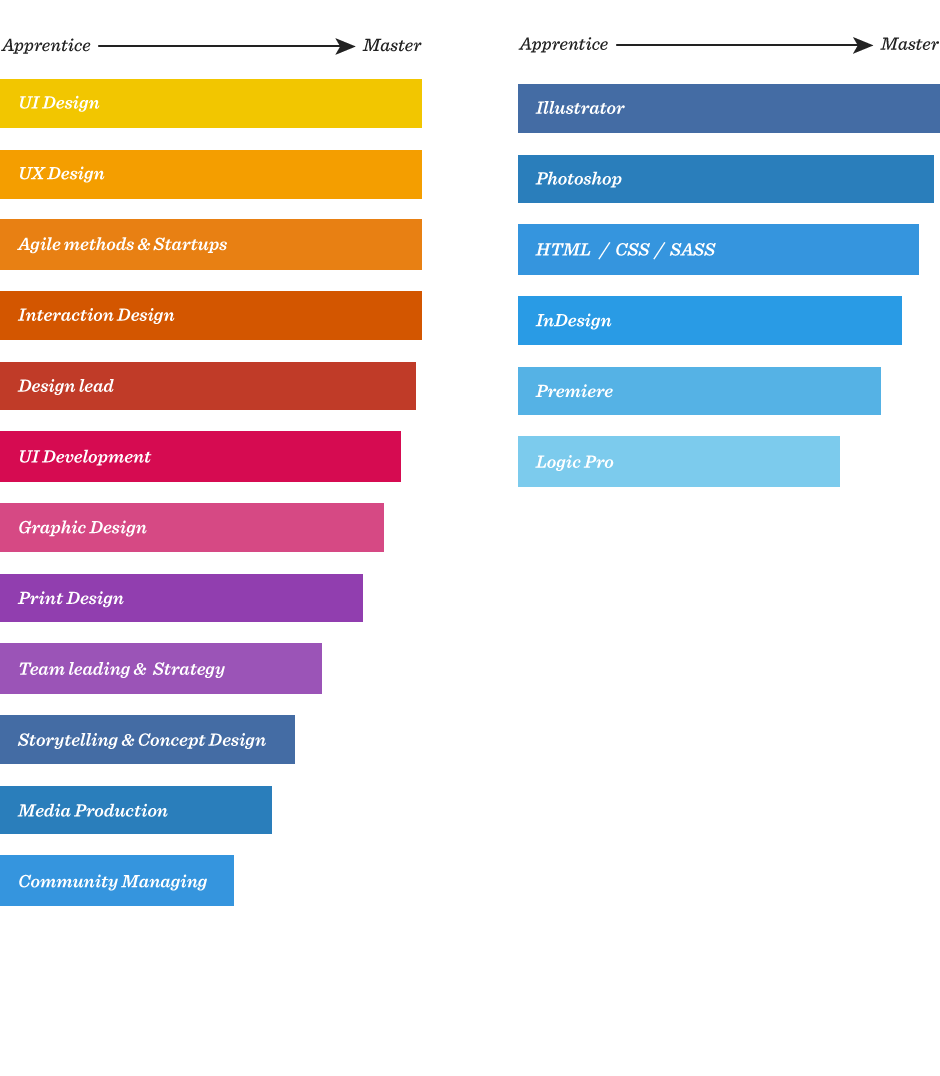 Apprentice Master
UI Design
UX Design
Agile methods & Startups
Interaction Design
Design lead
UI Development
Graphic Design
Print Design
Team leading & Strategy
Storytelling & Concept Design
Media Production
Community Managing
Apprentice Master
Illustrator
Photoshop
HTML / CSS / SASS
InDesign
Premiere
Logic Pro